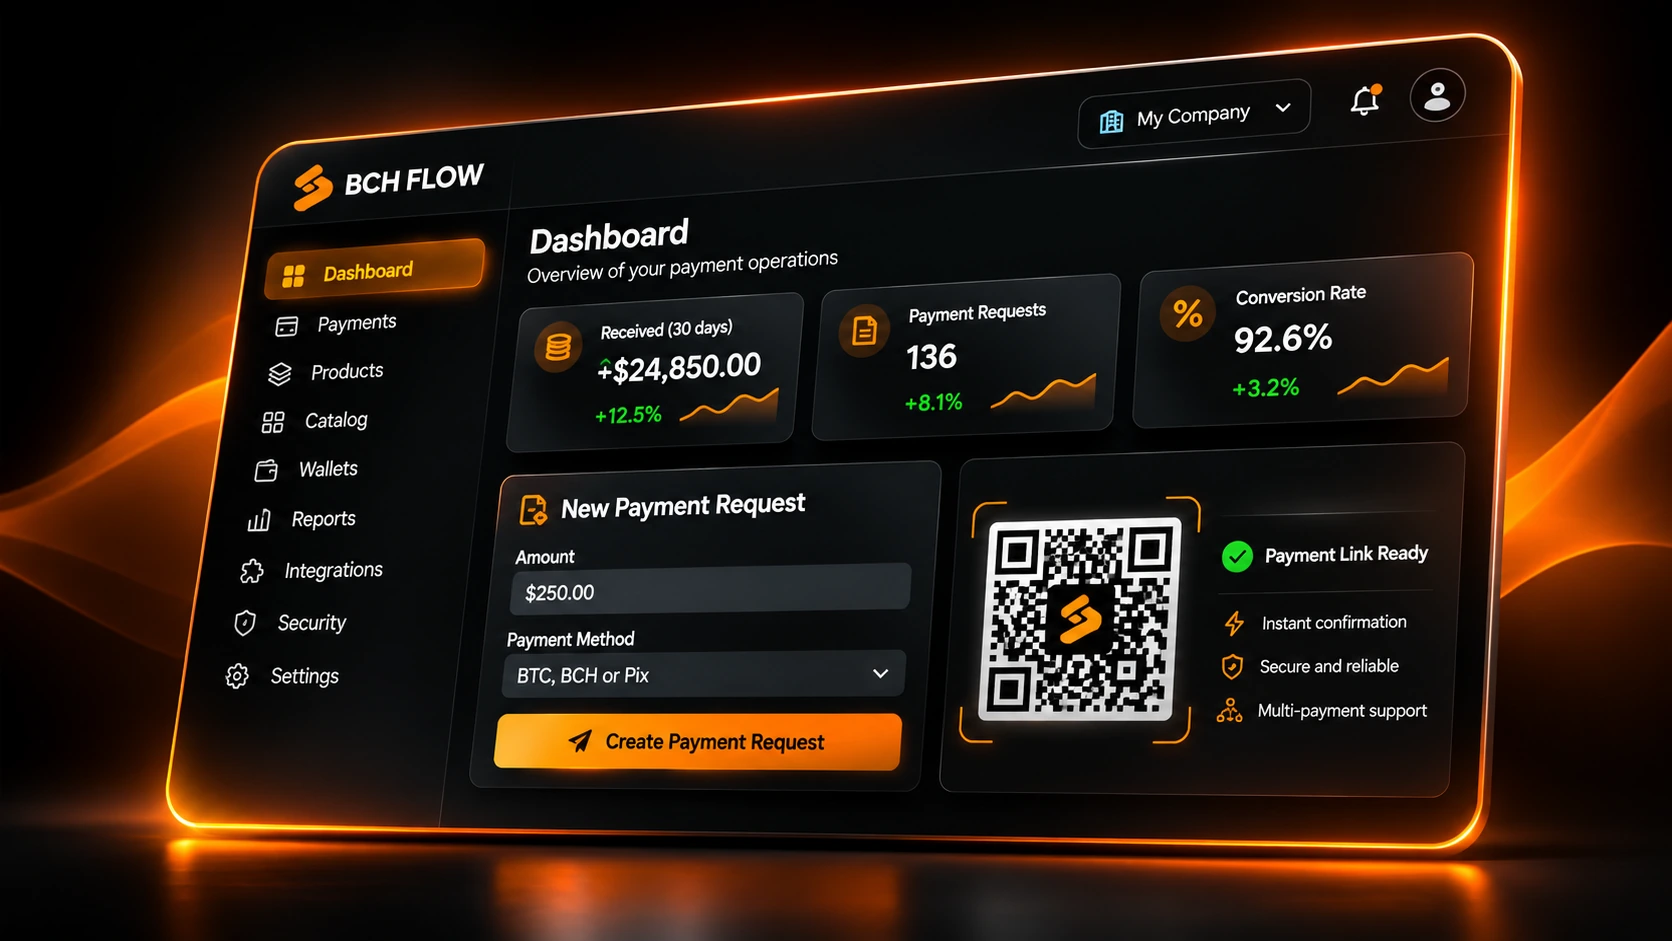 My Company
BCH FLOW
Dashboard
Payments
Products
Catalog
Wallets
Reports
Integrations
Security
Settings
Dashboard
Overview of your payment operations
Received (30 days)
+$24,850.00
+12.5%
Payment Requests
136
+8.1%
Conversion Rate
92.6%
+3.2%
New Payment Request
Amount
$250.00
Payment Method
BTC, BCH or Pix
Create Payment Request
Payment Link Ready
Instant confirmation
Secure and reliable
Multi-payment support